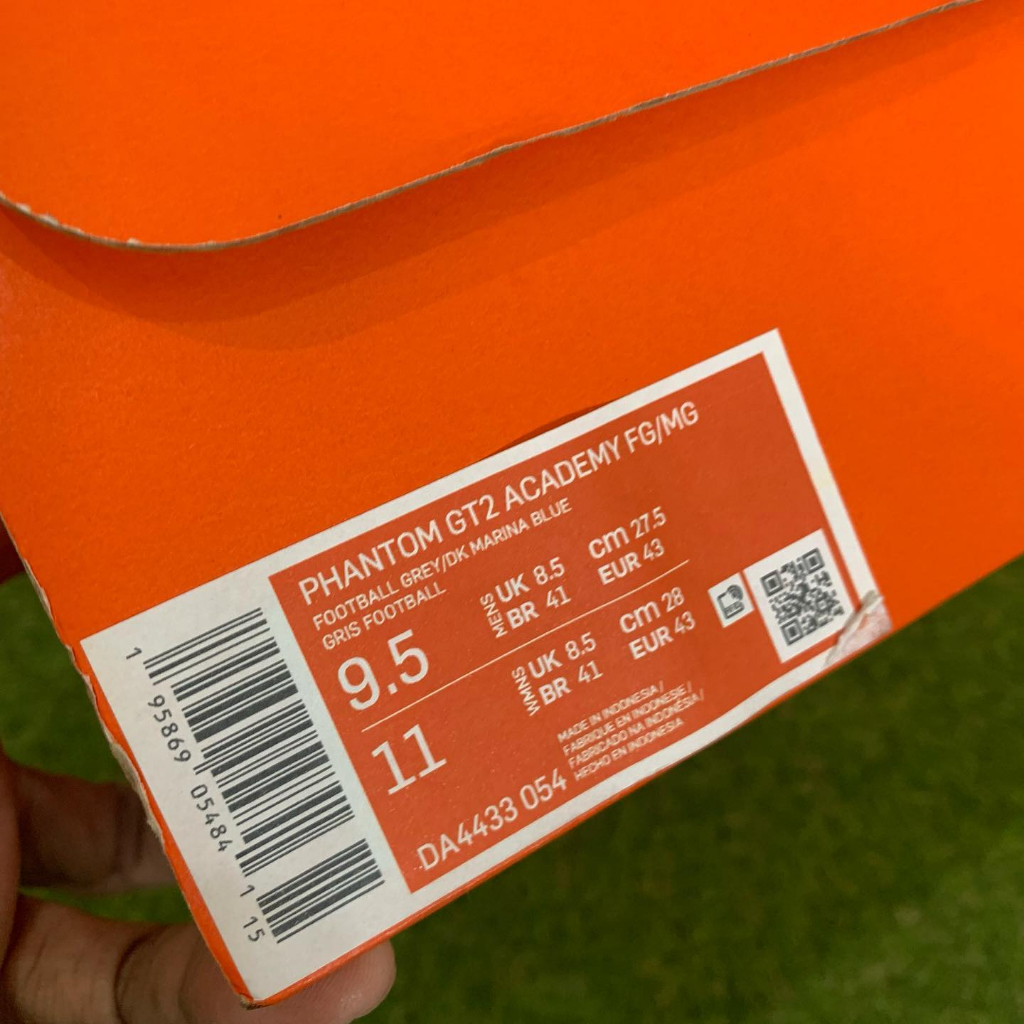 PHANTOM GT2 ACADEMY FG/MG
FOOTBALL GREY/DK MARINA BLUE
GRIS FOOTBALL
9.5
MENS UK 8.5 cm 27.5
BR 41 EUR 43
11
WMNS UK 8.5 cm 28
BR 41 EUR 43
MADE IN INDONESIA /
FABRIQUE EN INDONESIE /
FABRICADO NA INDONÉSIA /
HECHO EN INDONESIA
DA4433 054
1 95869 05484 1 15